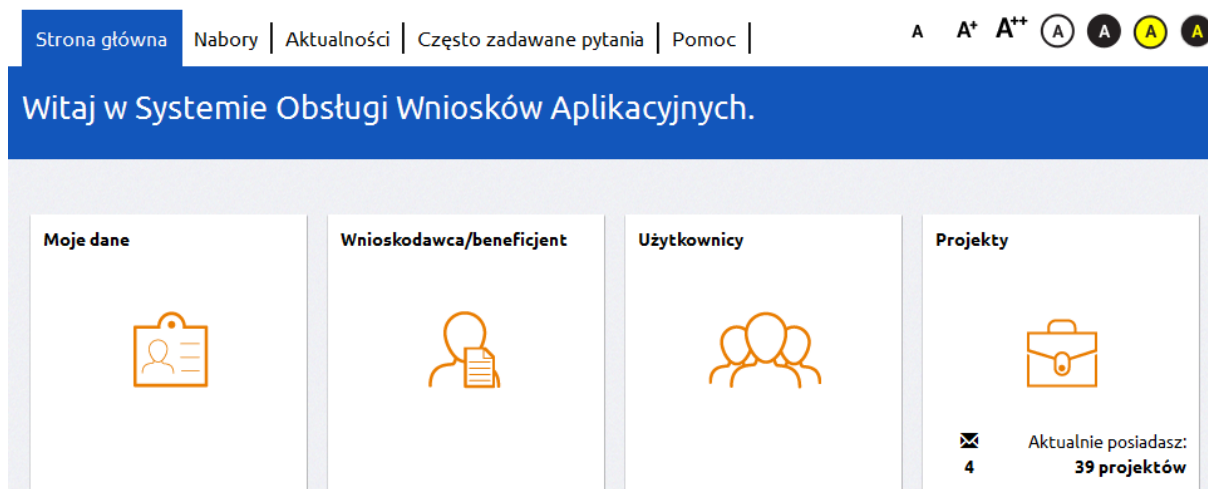 Strona główna Nabory Aktualności Często zadawane pytania Pomoc A A+ A++ A A A A
Witaj w Systemie Obsługi Wniosków Aplikacyjnych.
Moje dane Wnioskodawca/beneficjent Użytkownicy Projekty
Aktualnie posiadasz:
4 39 projektów